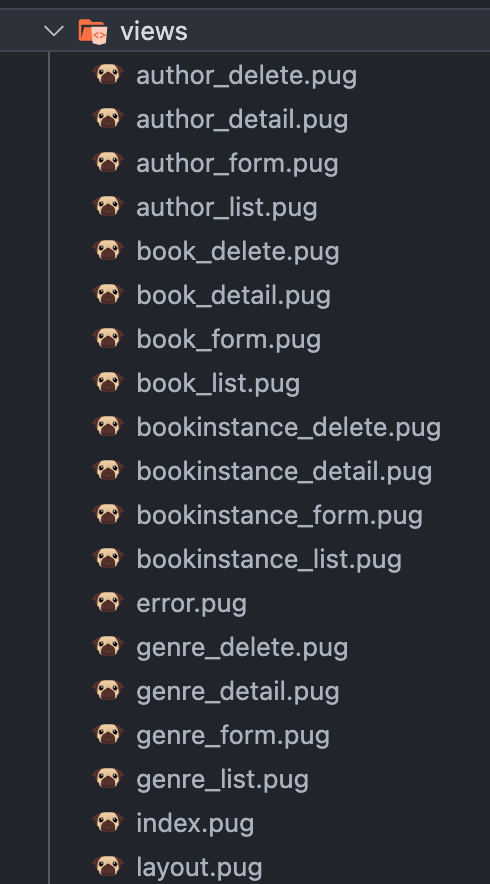 views
author_delete.pug
author_detail.pug
author_form.pug
author_list.pug
book_delete.pug
book_detail.pug
book_form.pug
book_list.pug
bookinstance_delete.pug
bookinstance_detail.pug
bookinstance_form.pug
bookinstance_list.pug
error.pug
genre_delete.pug
genre_detail.pug
genre_form.pug
genre_list.pug
index.pug
layout.pug